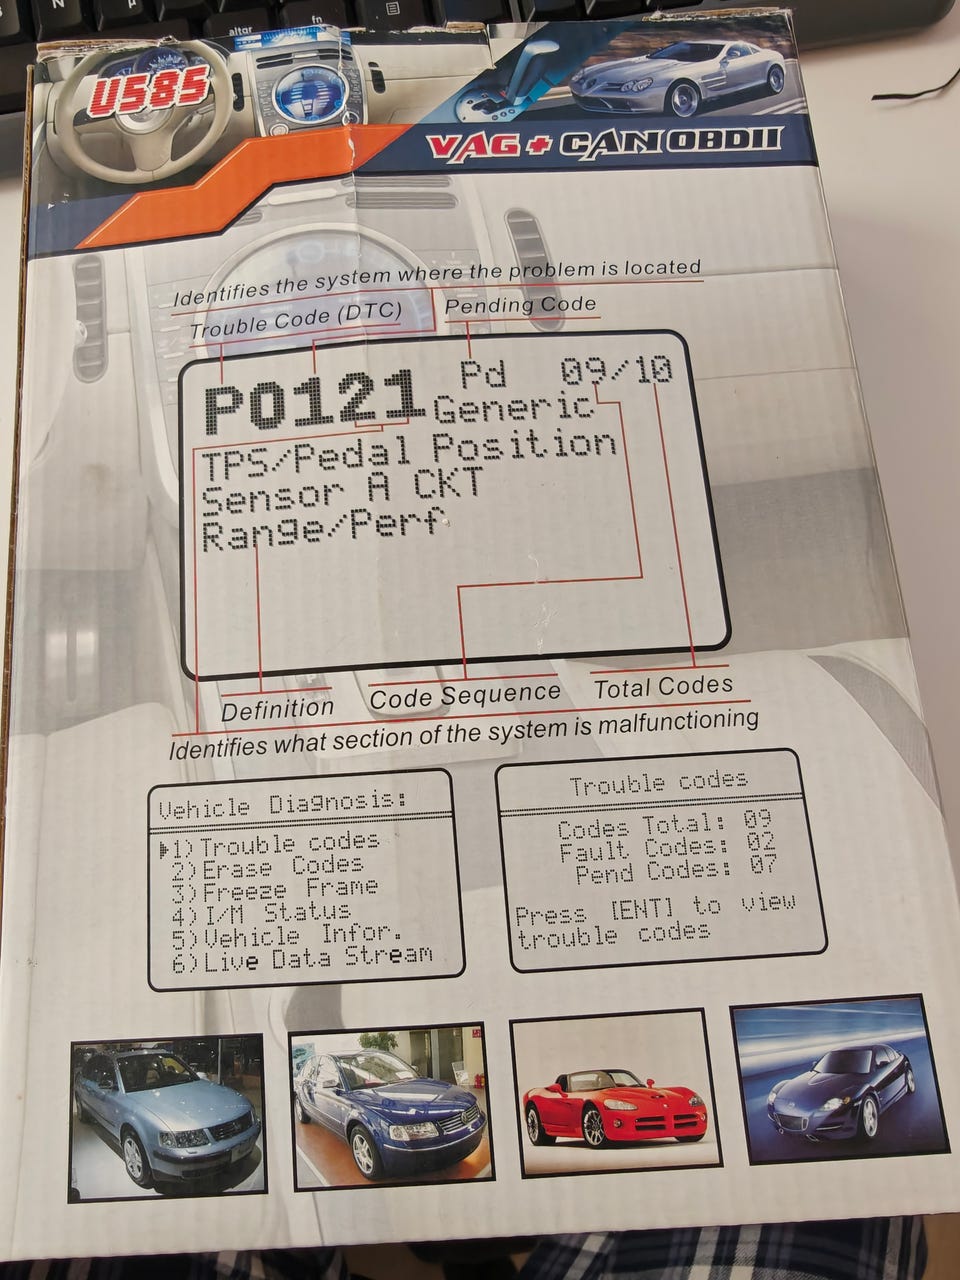 altgr
fn
N
µ
U585
VAG + CAN OBDII
Identifies the system where the problem is located
Trouble Code (DTC)
Pending Code
P0121 Pd 09/10
Generic
TPS/Pedal Position
Sensor A CKT
Range/Perf
Definition
Code Sequence
Total Codes
Identifies what section of the system is malfunctioning
Vehicle Diagnosis:
1) Trouble codes
2) Erase Codes
3) Freeze Frame
4) I/M Status
5) Vehicle Infor.
6) Live Data Stream
Trouble codes
Codes Total: 09
Fault Codes: 02
Pend Codes: 07
Press [ENT] to view
trouble codes